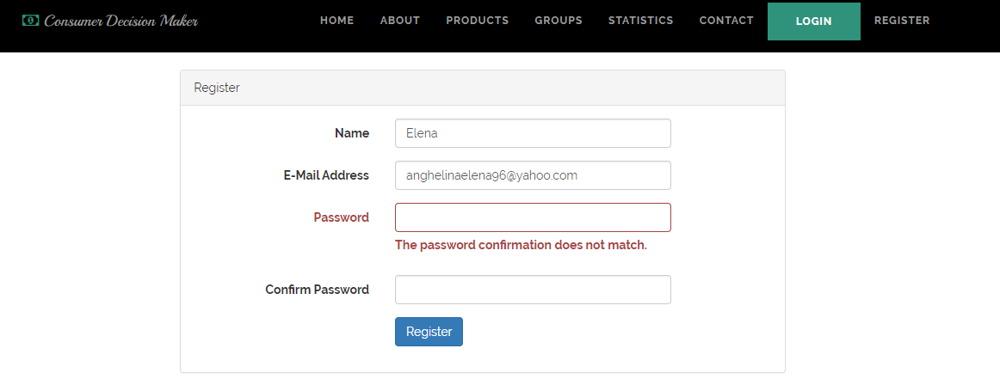 Consumer Decision Maker HOME ABOUT PRODUCTS GROUPS STATISTICS CONTACT LOGIN REGISTER
Register
Name Elena
E-Mail Address anghelinaelena96@yahoo.com
Password
The password confirmation does not match.
Confirm Password
Register